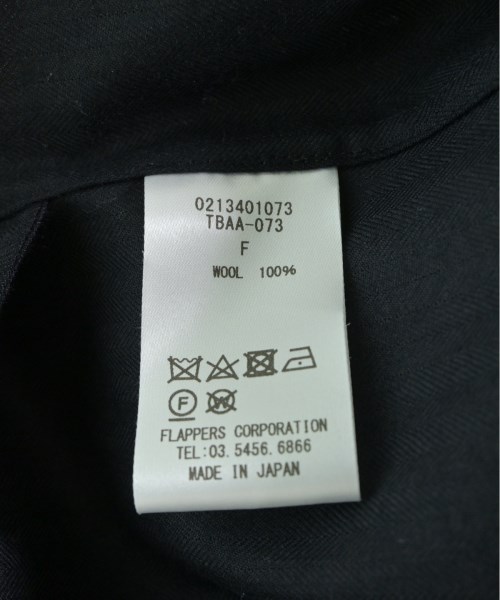 0213401073
TBAA-073
F
WOOL 100%
F W
FLAPPERS CORPORATION
TEL:03.5456.6866
MADE IN JAPAN